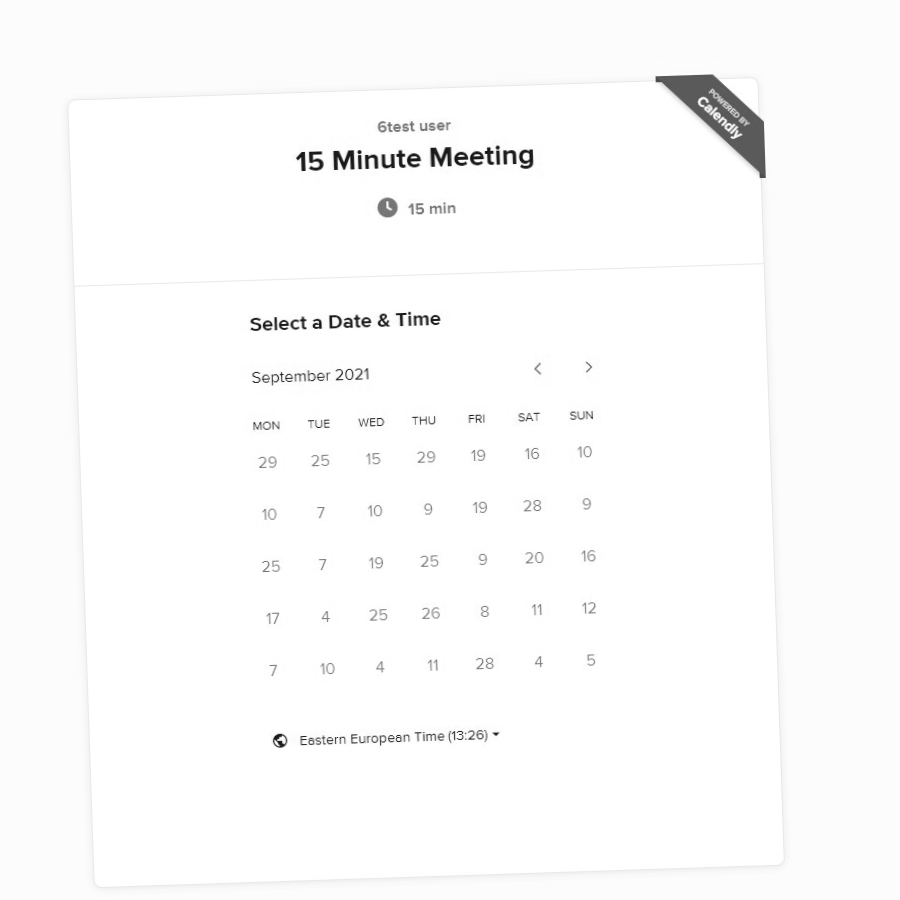 POWERED BY
Calendly
6test user
15 Minute Meeting
15 min
Select a Date & Time
September 2021
MON TUE WED THU FRI SAT SUN
29 25 15 29 19 16 10
10 7 10 9 19 28 9
25 7 19 25 9 20 16
17 4 25 26 8 11 12
7 10 4 11 28 4 5
Eastern European Time (13:26)